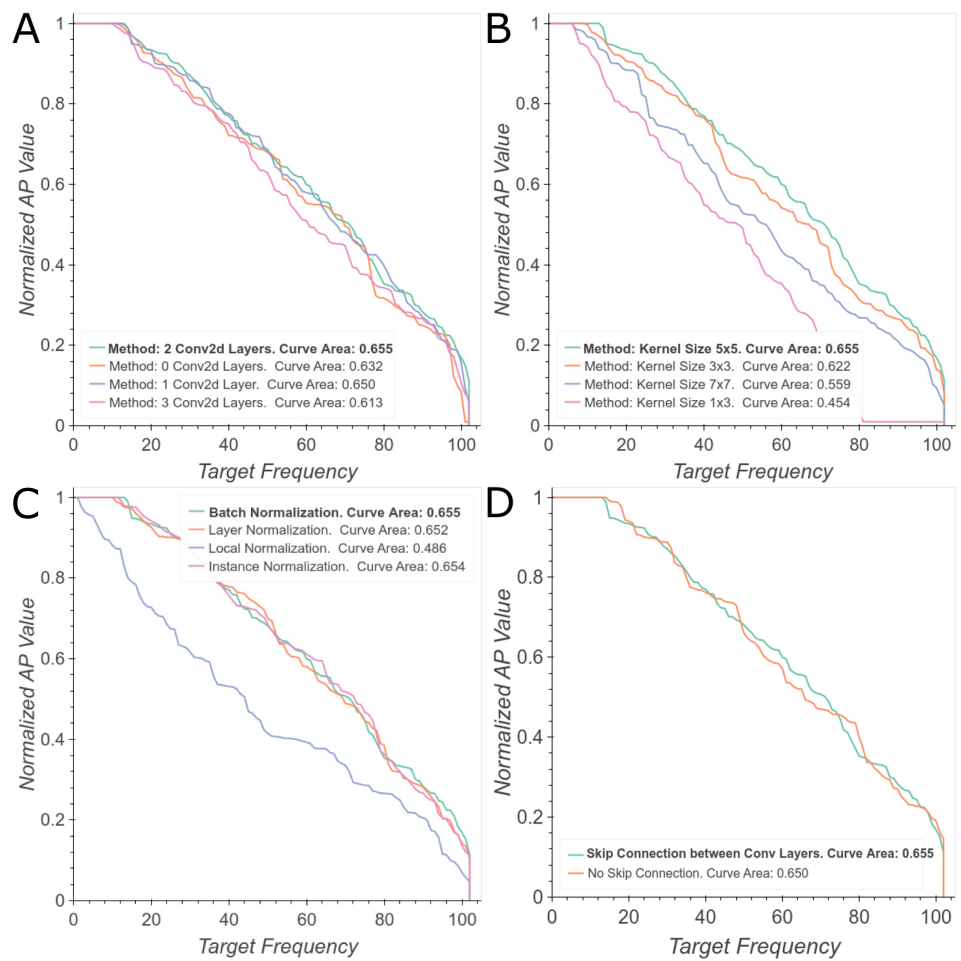 A
Normalized AP Value
1
0.8
0.6
0.4
0.2
0
Method: 2 Conv2d Layers. Curve Area: 0.655
Method: 0 Conv2d Layers. Curve Area: 0.632
Method: 1 Conv2d Layer. Curve Area: 0.650
Method: 3 Conv2d Layers. Curve Area: 0.613
0 20 40 60 80 100
Target Frequency
B
Normalized AP Value
1
0.8
0.6
0.4
0.2
0
Method: Kernel Size 5x5. Curve Area: 0.655
Method: Kernel Size 3x3. Curve Area: 0.622
Method: Kernel Size 7x7. Curve Area: 0.559
Method: Kernel Size 1x3. Curve Area: 0.454
0 20 40 60 80 100
Target Frequency
C
Normalized AP Value
1
0.8
0.6
0.4
0.2
0
Batch Normalization. Curve Area: 0.655
Layer Normalization. Curve Area: 0.652
Local Normalization. Curve Area: 0.486
Instance Normalization. Curve Area: 0.654
0 20 40 60 80 100
Target Frequency
D
Normalized AP Value
1
0.8
0.6
0.4
0.2
0
Skip Connection between Conv Layers. Curve Area: 0.655
No Skip Connection. Curve Area: 0.650
0 20 40 60 80 100
Target Frequency